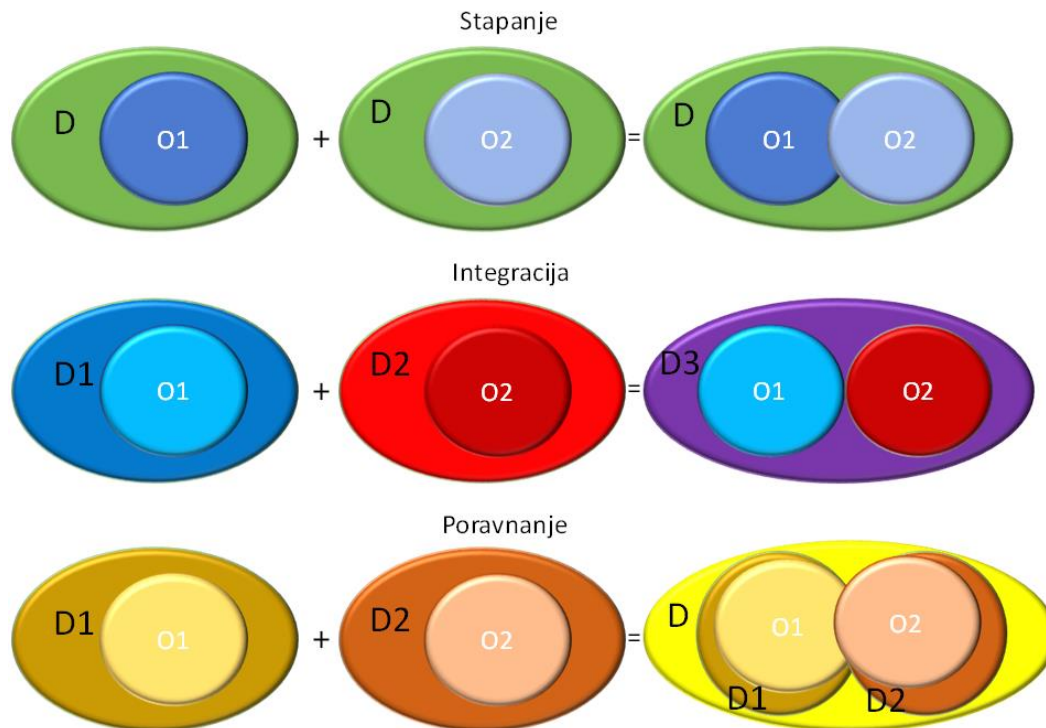 Stapanje
D O1 + D O2 = D O1 O2
Integracija
D1 O1 + D2 O2 = D3 O1 O2
Poravnanje
D1 O1 + D2 O2 = D O1 O2
D1 D2